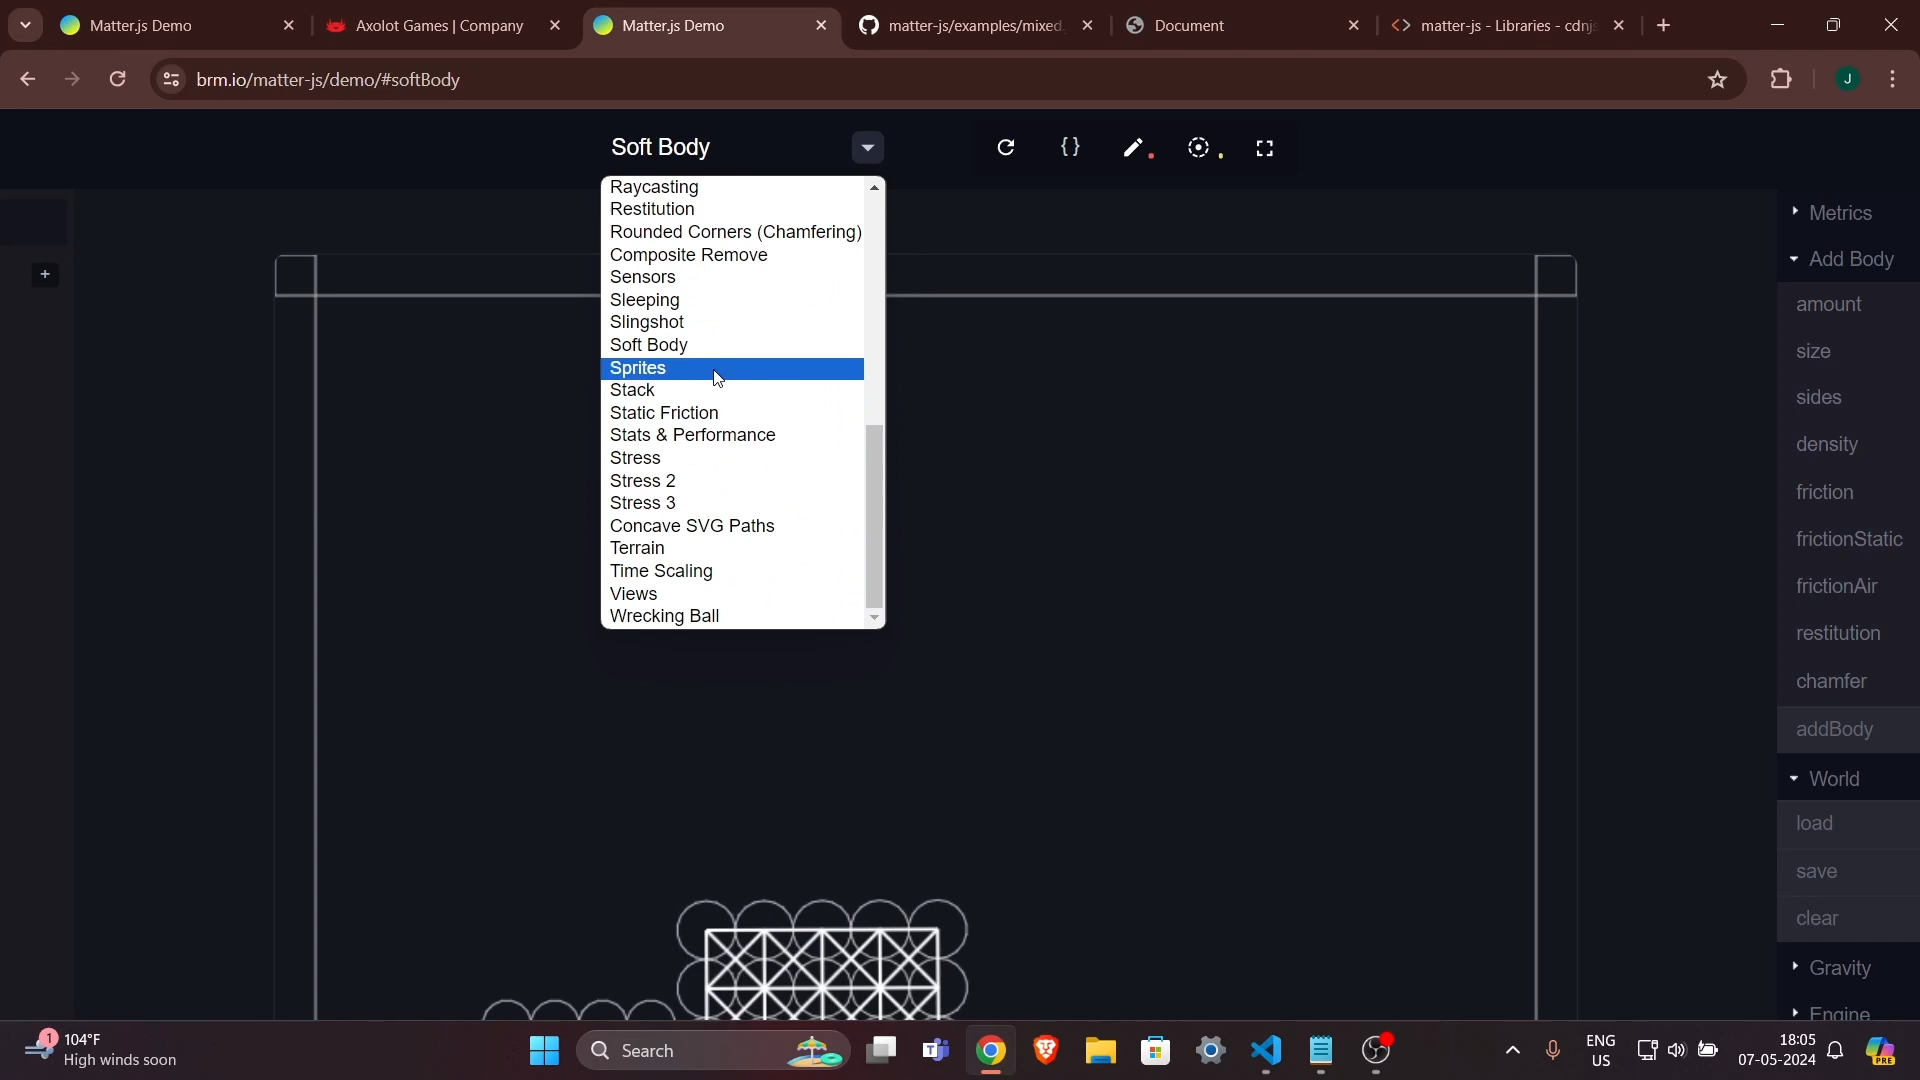 Matter.js Demo
Axolot Games | Company
Matter.js Demo
matter-js/examples/mixed.
Document
matter-js - Libraries - cdnjs
brm.io/matter-js/demo/#softBody
J
Soft Body
{ }
Raycasting
Restitution
Rounded Corners (Chamfering)
Composite Remove
Sensors
Sleeping
Slingshot
Soft Body
Sprites
Stack
Static Friction
Stats & Performance
Stress
Stress 2
Stress 3
Concave SVG Paths
Terrain
Time Scaling
Views
Wrecking Ball
+
Metrics
Add Body
amount
size
sides
density
friction
frictionStatic
frictionAir
restitution
chamfer
addBody
World
load
save
clear
Gravity
Engine
1
104°F
High winds soon
Search
ENG
US
18:05
07-05-2024
PRE